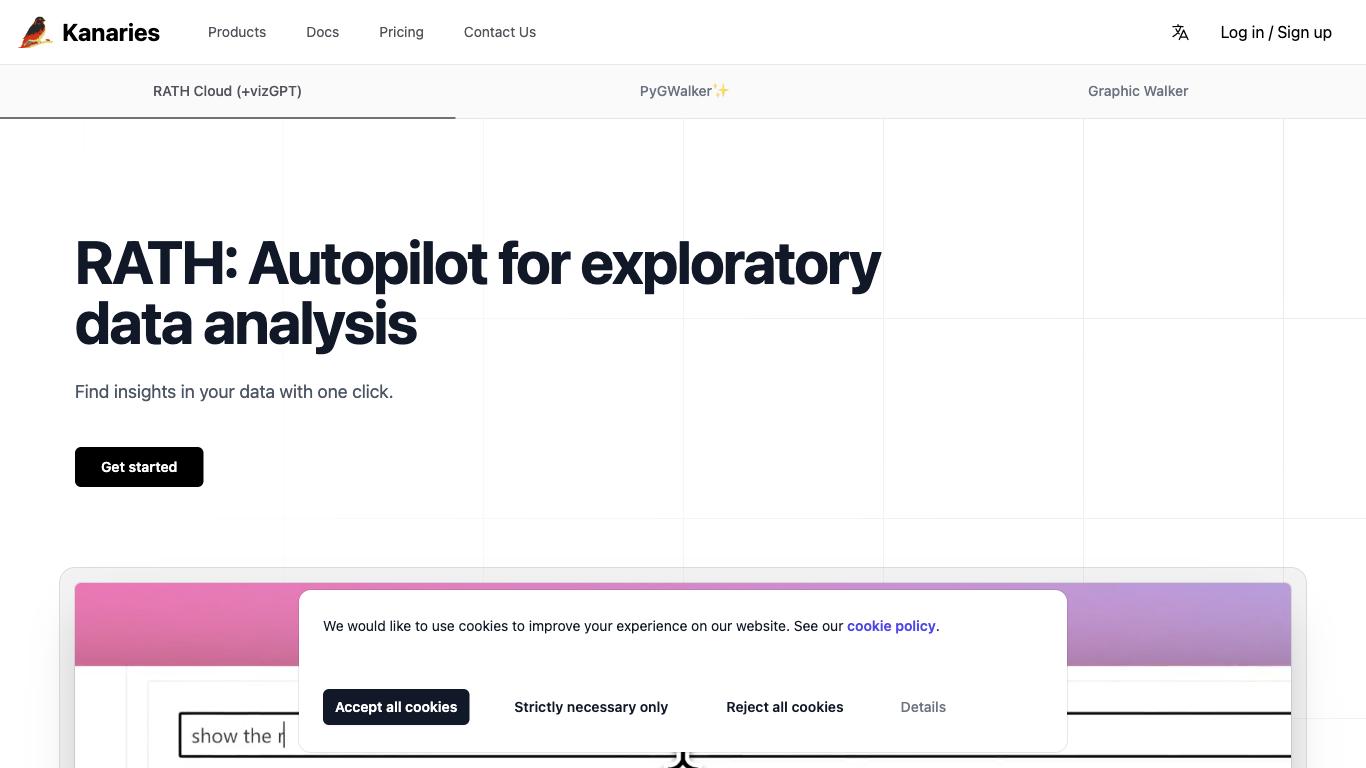 Kanaries
Products
Docs
Pricing
Contact Us
Log in / Sign up
RATH Cloud (+vizGPT)
PyGWalker✨
Graphic Walker
RATH: Autopilot for exploratory
data analysis
Find insights in your data with one click.
Get started
We would like to use cookies to improve your experience on our website. See our cookie policy.
Accept all cookies
Strictly necessary only
Reject all cookies
Details
show the r